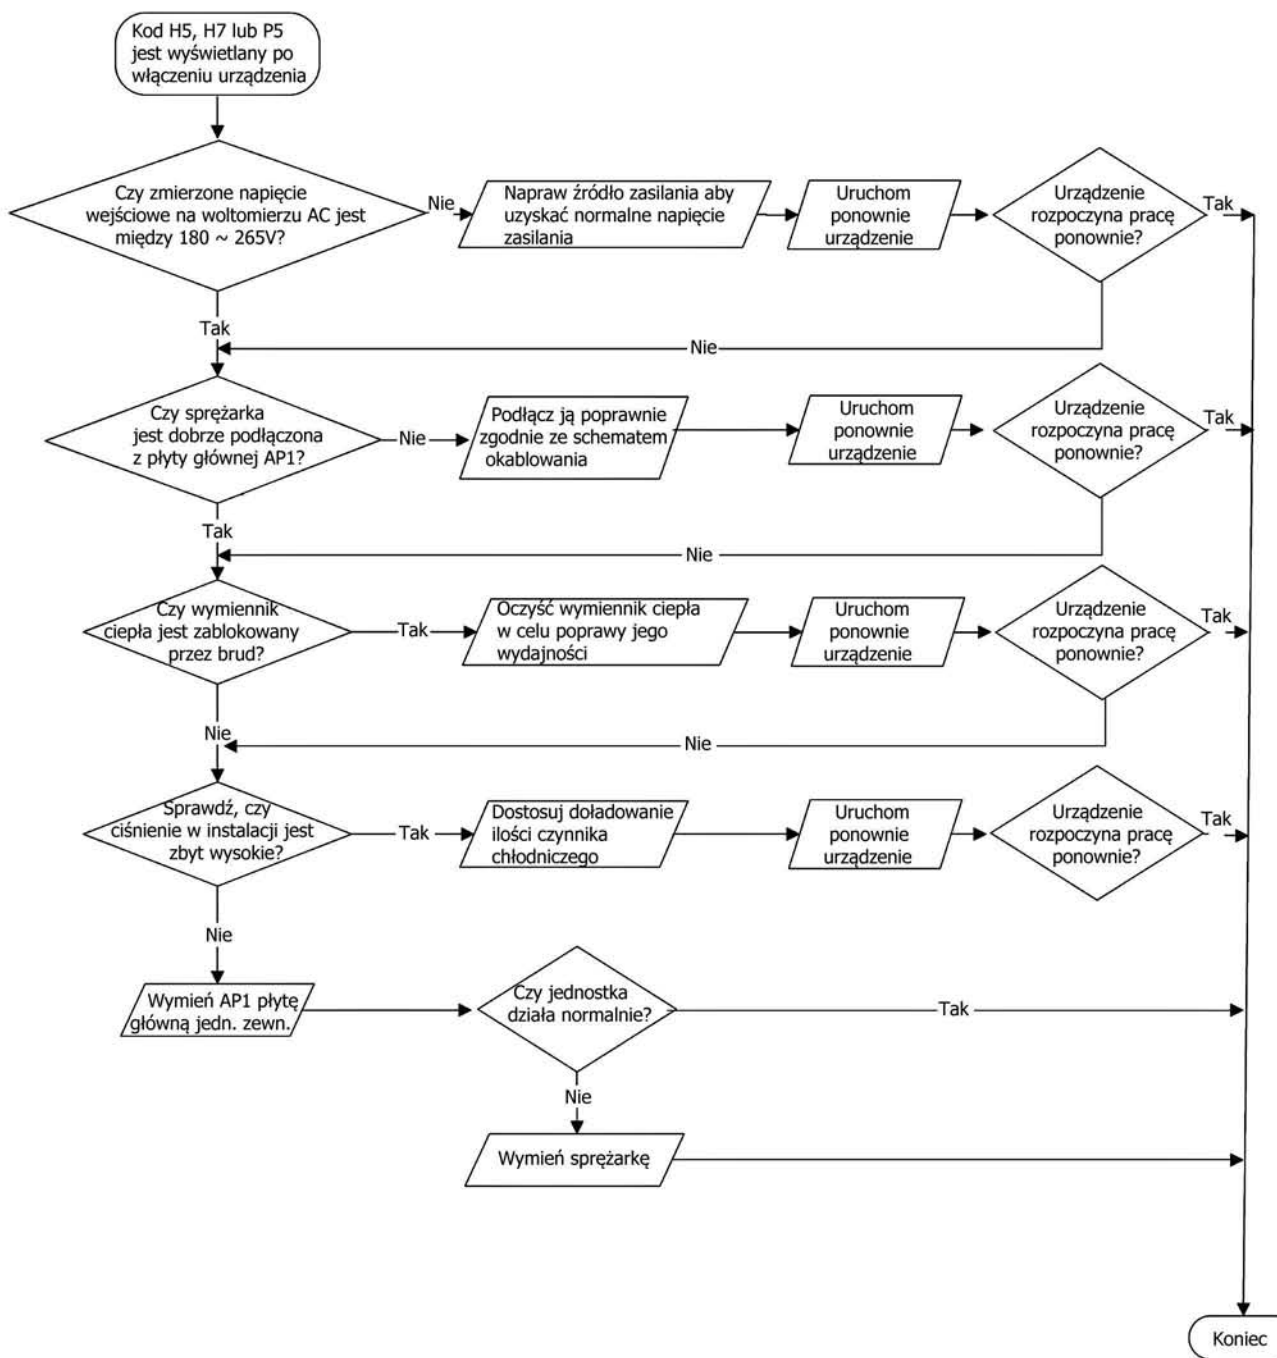 Kod H5, H7 lub P5
jest wyświetlany po
włączeniu urządzenia
Czy zmierzone napięcie
wejściowe na woltomierzu AC jest
między 180 ~ 265V?
Nie
Napraw źródło zasilania aby
uzyskać normalne napięcie
zasilania
Uruchom
ponownie
urządzenie
Urządzenie
rozpoczyna pracę
ponownie?
Tak
Tak
Nie
Czy sprężarka
jest dobrze podłączona
z płyty głównej AP1?
Nie
Podłącz ją poprawnie
zgodnie ze schematem
okablowania
Uruchom
ponownie
urządzenie
Urządzenie
rozpoczyna pracę
ponownie?
Tak
Tak
Nie
Czy wymiennik
ciepła jest zablokowany
przez brud?
Tak
Oczyść wymiennik ciepła
w celu poprawy jego
wydajności
Uruchom
ponownie
urządzenie
Urządzenie
rozpoczyna pracę
ponownie?
Tak
Nie
Nie
Sprawdź, czy
ciśnienie w instalacji jest
zbyt wysokie?
Tak
Dostosuj doładowanie
ilości czynnika
chłodniczego
Uruchom
ponownie
urządzenie
Urządzenie
rozpoczyna pracę
ponownie?
Tak
Nie
Wymień AP1 płytę
główną jedn. zewn.
Czy jednostka
działa normalnie?
Tak
Nie
Wymień sprężarkę
Koniec